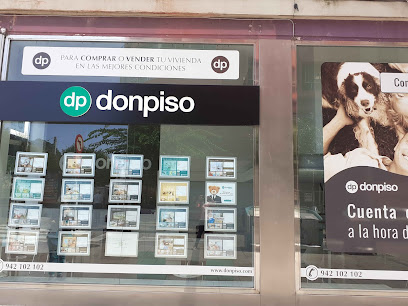 dp
PARA COMPRAR O VENDER TU VIVIENDA
EN LAS MEJORES CONDICIONES
dp
dp donpiso
Con
dp donpiso
Cuenta
a la hora d
942 102 102
www.donpiso.com
942 102 102